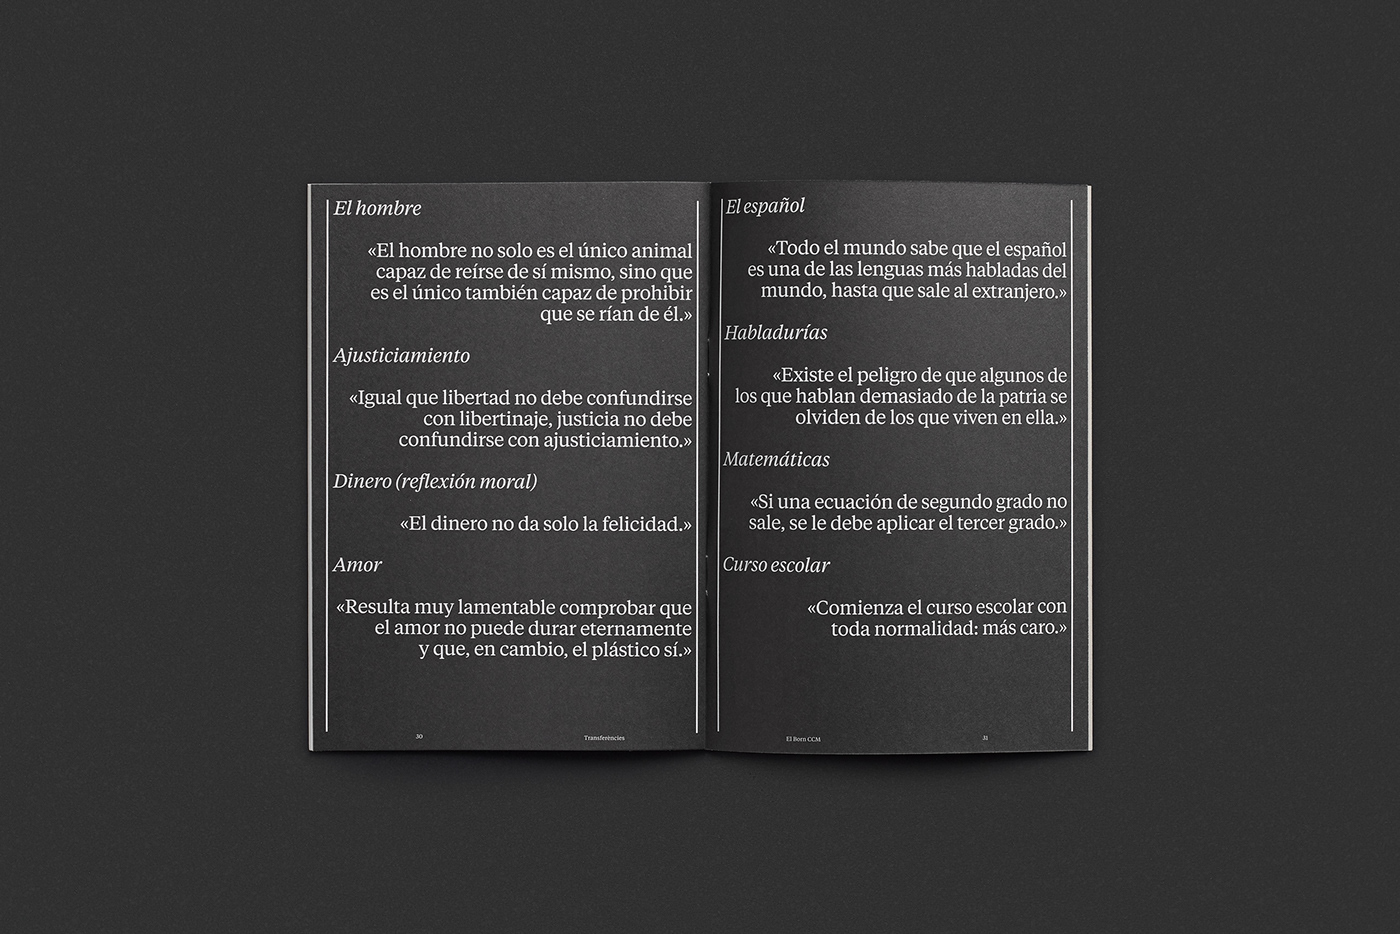 El hombre
«El hombre no solo es el único animal
capaz de reírse de sí mismo, sino que
es el único también capaz de prohibir
que se rían de él.»
Ajusticiamiento
«Igual que libertad no debe confundirse
con libertinaje, justicia no debe
confundirse con ajusticiamiento.»
Dinero (reflexión moral)
«El dinero no da solo la felicidad.»
Amor
«Resulta muy lamentable comprobar que
el amor no puede durar eternamente
y que, en cambio, el plástico sí.»
30
Transferències
El español
«Todo el mundo sabe que el español
es una de las lenguas más habladas del
mundo, hasta que sale al extranjero.»
Habladurías
«Existe el peligro de que algunos de
los que hablan demasiado de la patria se
olviden de los que viven en ella.»
Matemáticas
«Si una ecuación de segundo grado no
sale, se le debe aplicar el tercer grado.»
Curso escolar
«Comienza el curso escolar con
toda normalidad: más caro.»
El Born CCM
31